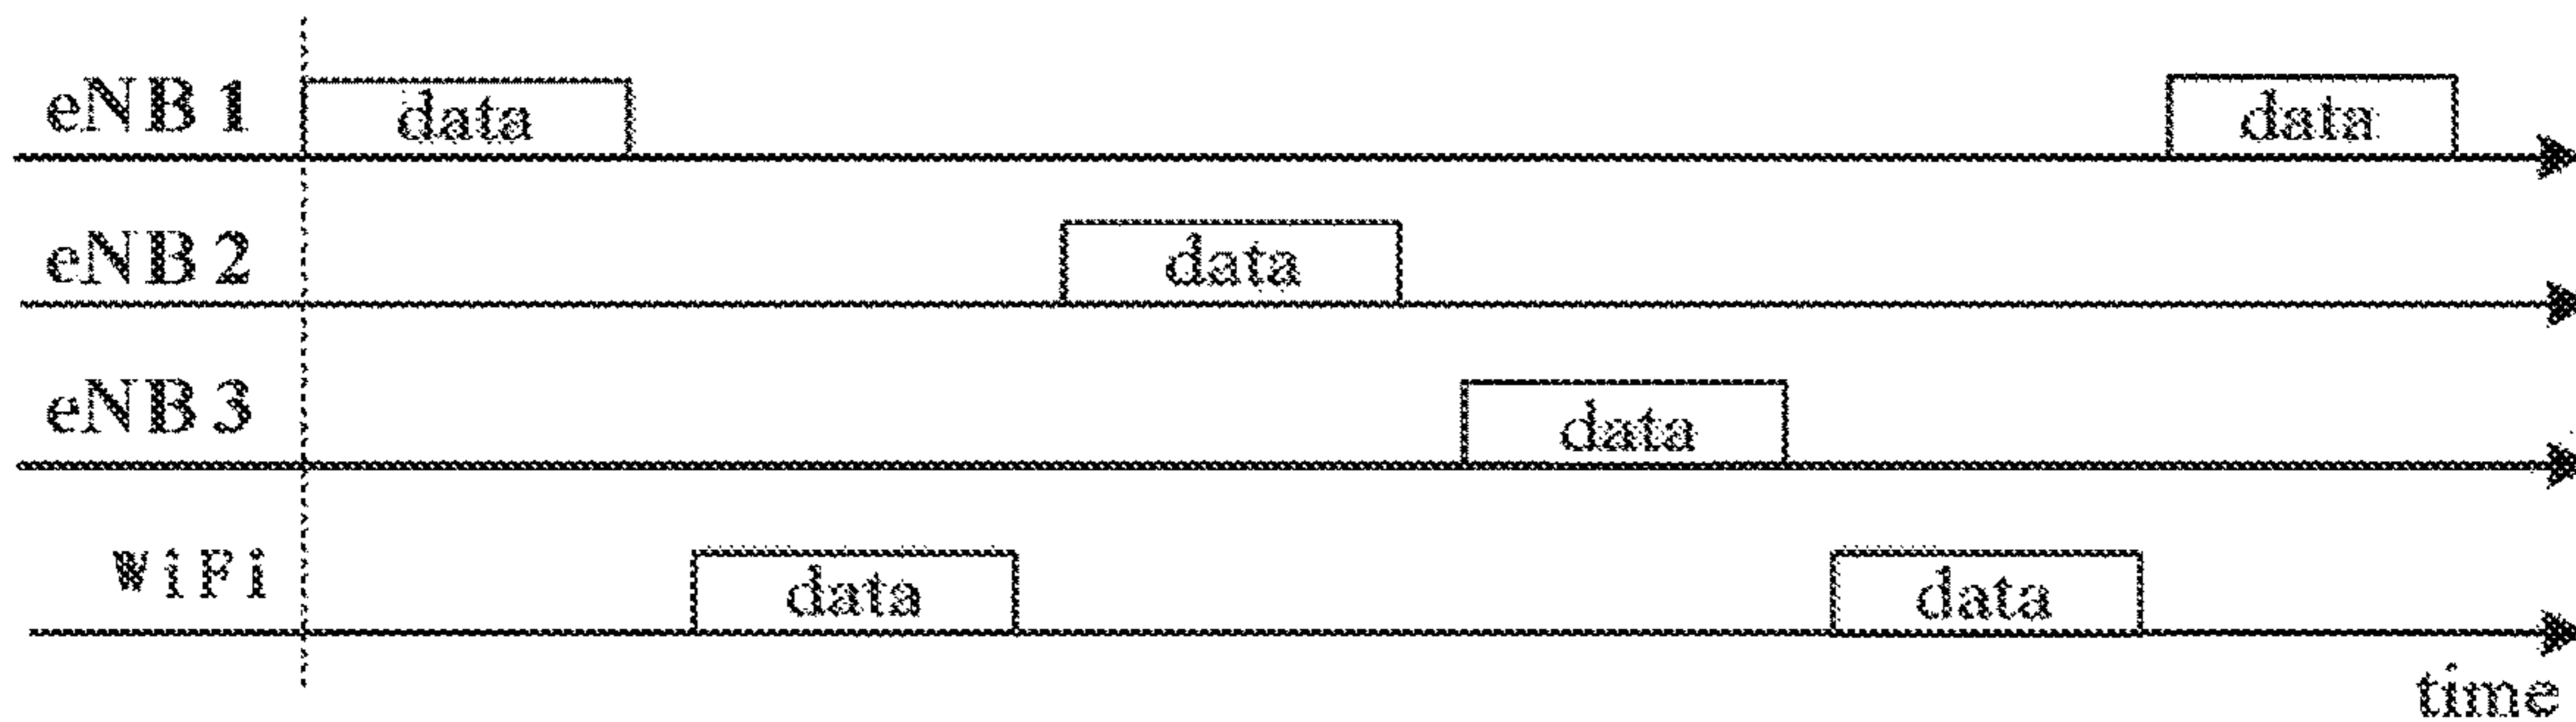 eNB 1 data data
eNB 2 data
eNB 3 data
WiFi data data
time